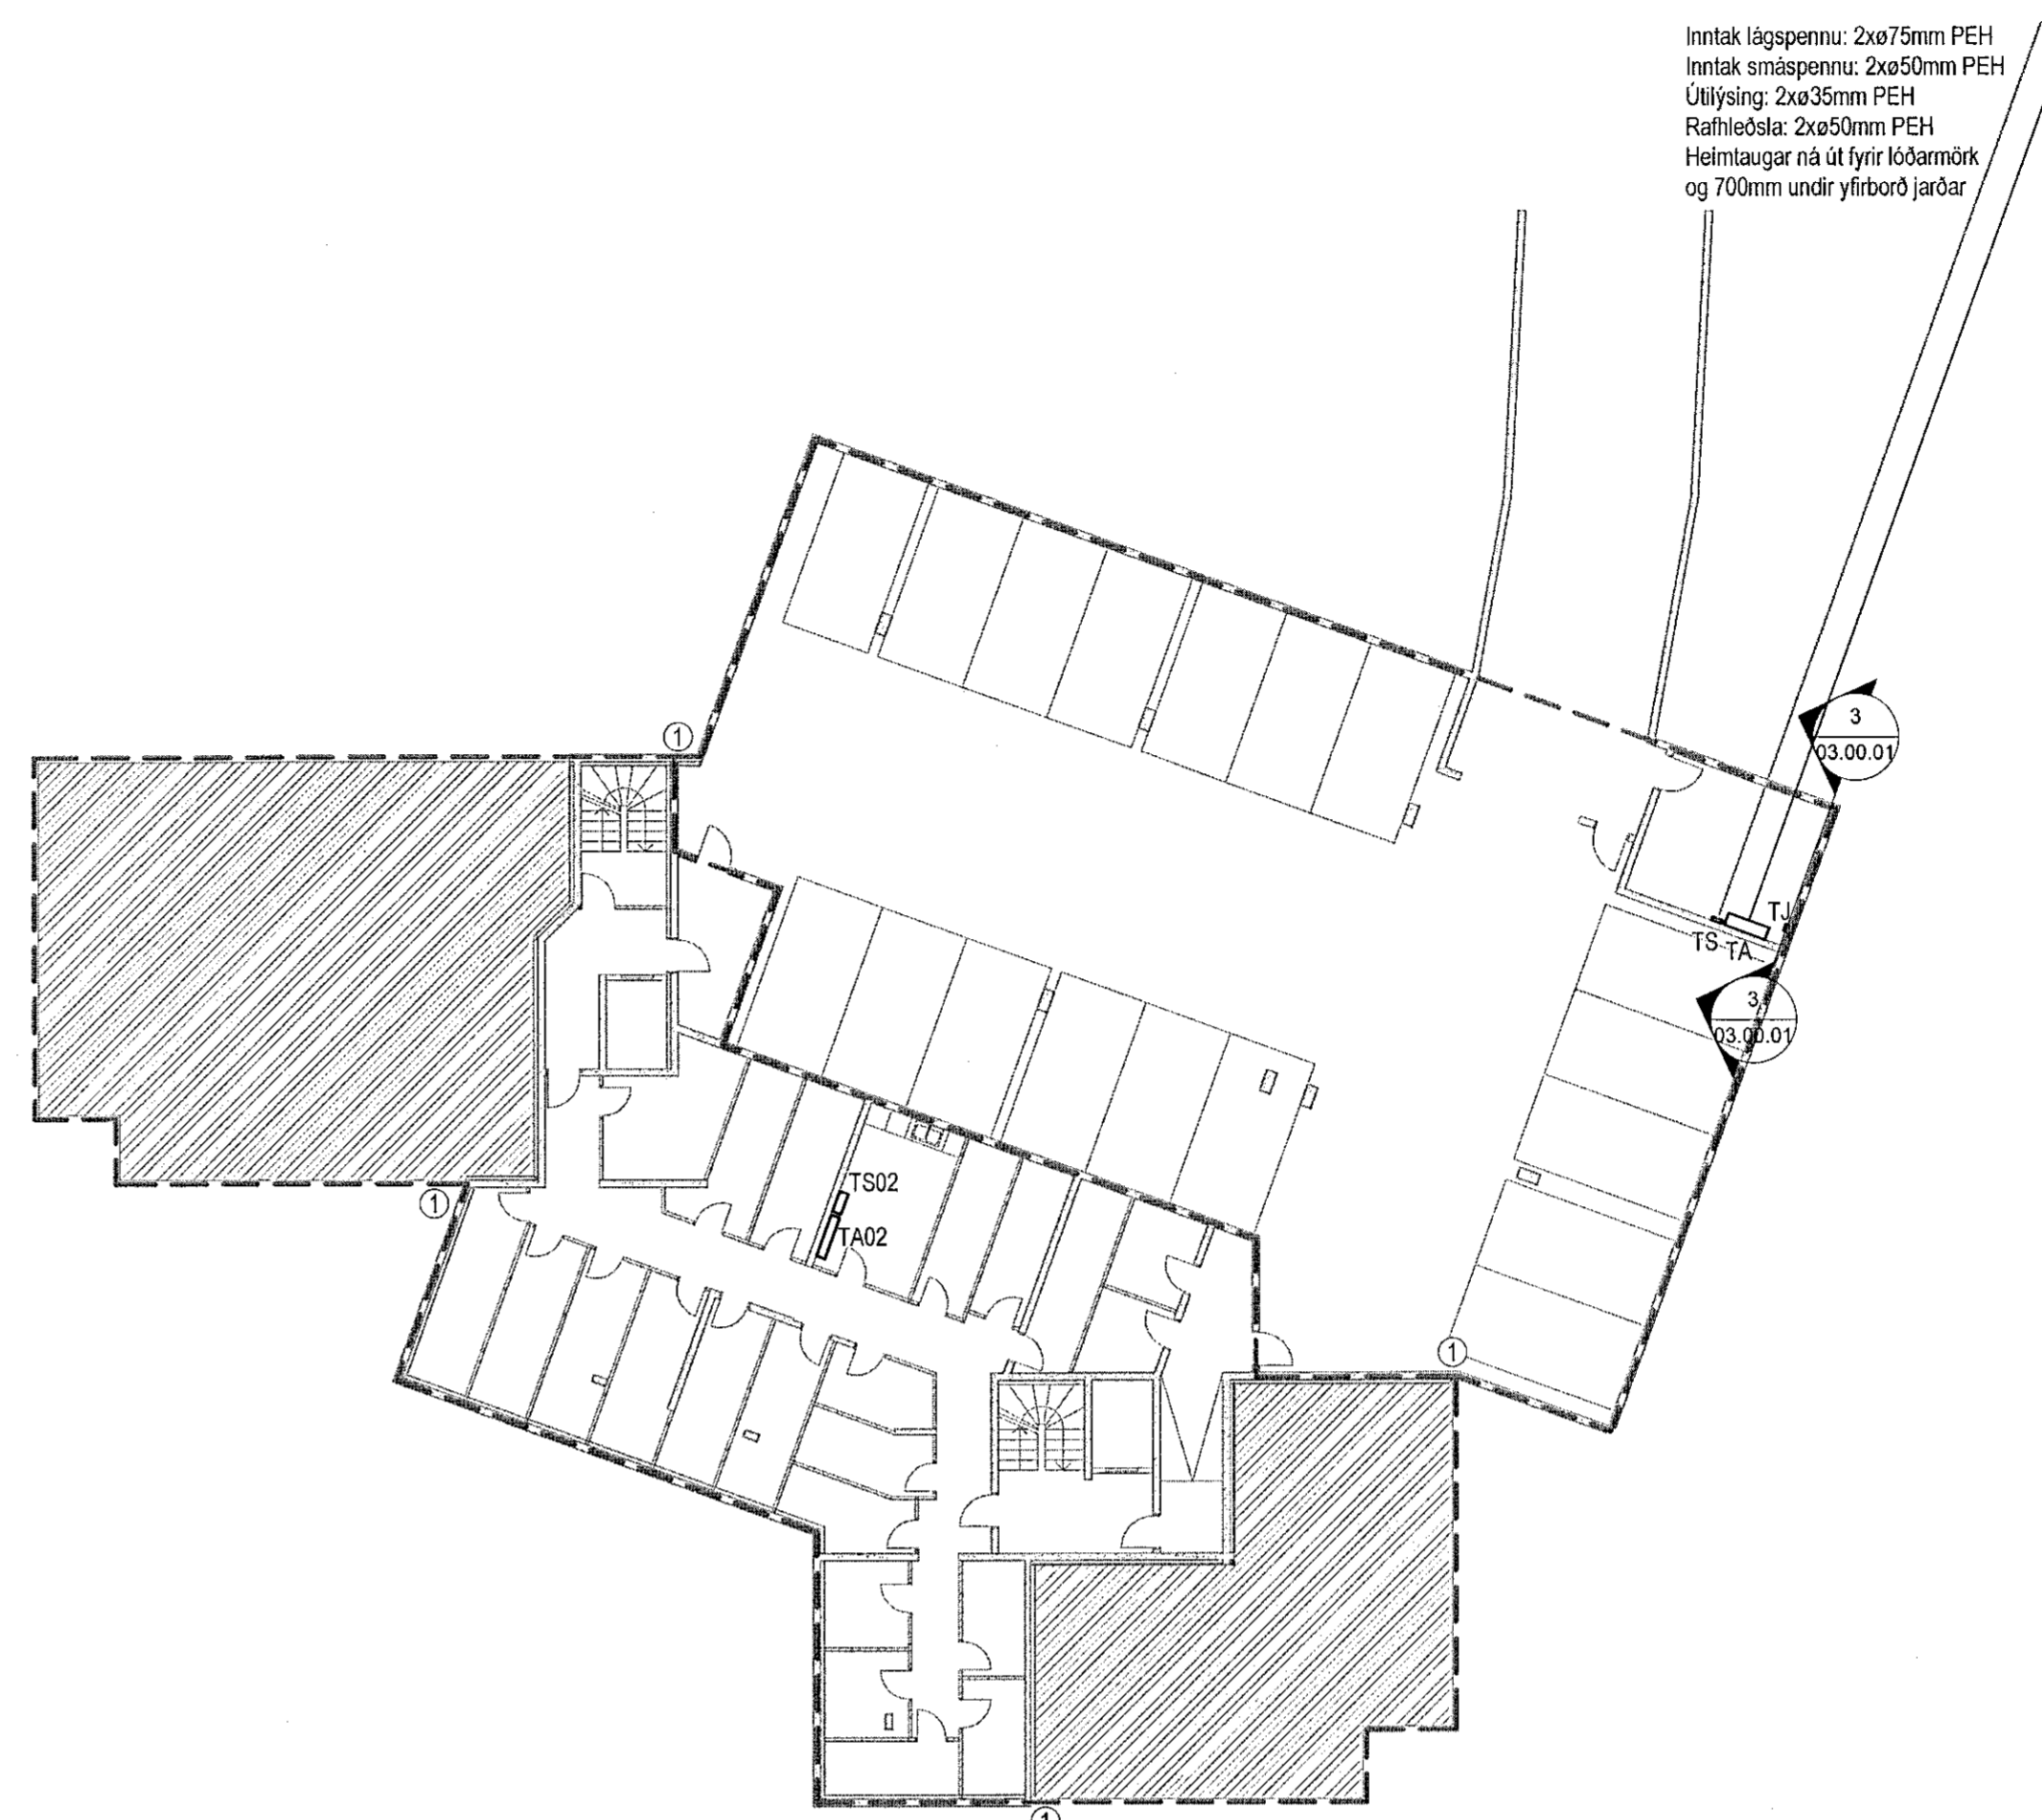 Inntak lágspennu: 2xø75mm PEH
Inntak smáspennu: 2xø50mm PEH
Útilýsing: 2xø35mm PEH
Rafhleðsla: 2xø50mm PEH
Heimtaugar ná út fyrir lóðarmörk
og 700mm undir yfirborð jarðar
3
03.00.01
1
TJ
TS TA
3
03.00.01
TS02
1
TA02
1
1